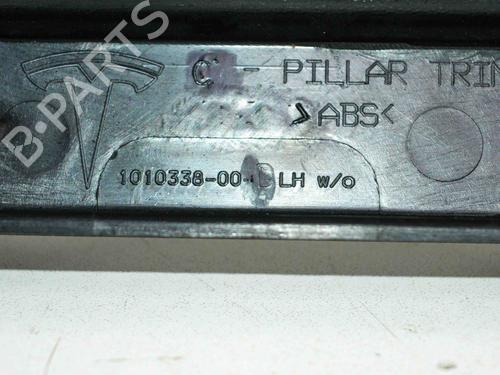 B-PARTS
C - PILLAR TRIM
>ABS<
1010338-00-D LH w/o